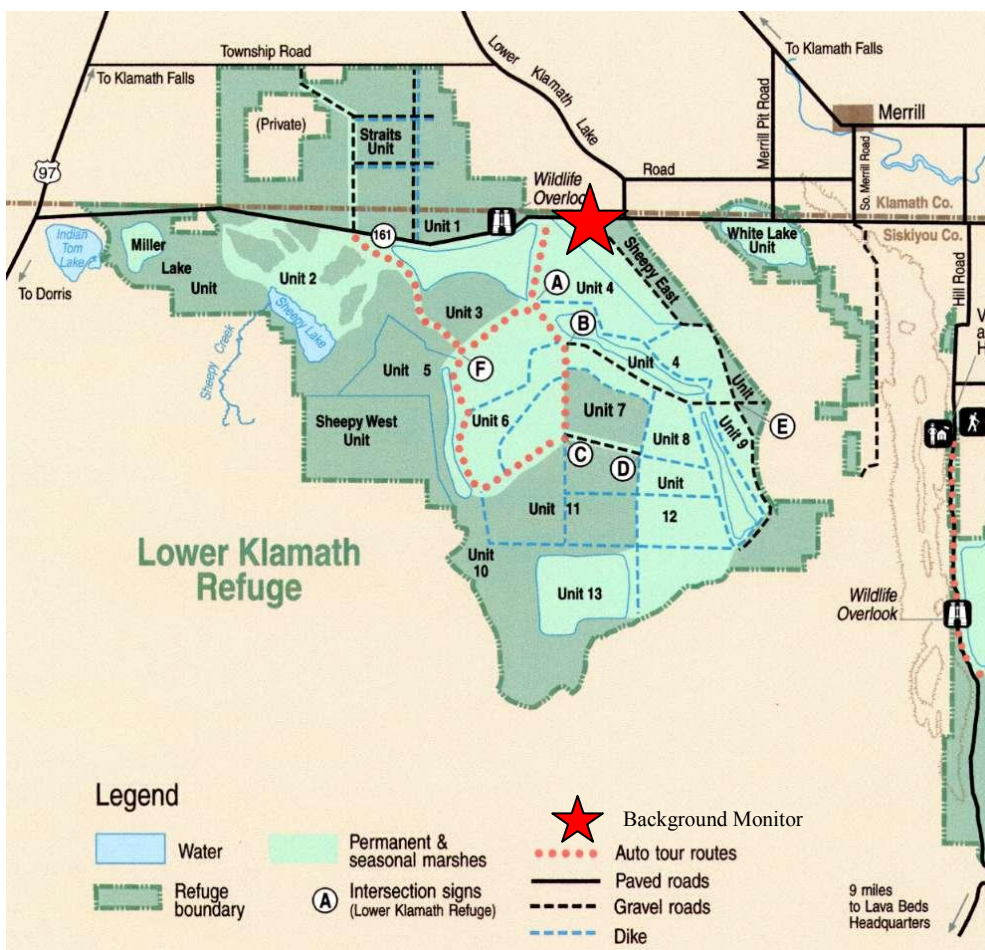 Township Road
To Klamath Falls
Lower
Klamath
Lake
To Klamath Falls
Merrill Pit Road
Merrill
(Private)
Straits
Unit
97
Wildlife
Road
So. Merrill Road
Klamath Co.
Unit 1
161
Siskiyou Co.
White Lake
Unit
Indian
Tom
Lake
Miller
Lake
Unit
Unit 2
To Dorris
Sheepy Lake
Sheepy Creek
Unit 3
A
Unit 4
Sheepy East
Unit
Hill Road
B
Unit 4
F
Unit 5
Sheepy West
Unit
Unit 6
Unit 7
Unit 8
Unit 9
E
C
D
Unit
12
Unit 11
Unit
10
Unit 13
Lower Klamath
Refuge
Wildlife
Overlook
Legend
Water
Refuge
boundary
Permanent &
seasonal marshes
A
Intersection signs
(Lower Klamath Refuge)
Background Monitor
Auto tour routes
Paved roads
Gravel roads
Dike
9 miles
to Lava Beds
Headquarters